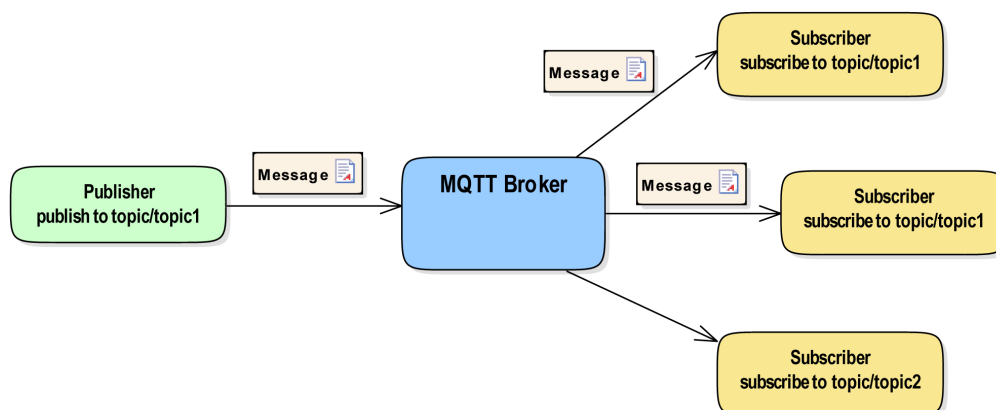 Subscriber
subscribe to topic/topic1
Message
Message
Publisher
publish to topic/topic1
MQTT Broker
Message
Subscriber
subscribe to topic/topic1
Subscriber
subscribe to topic/topic2